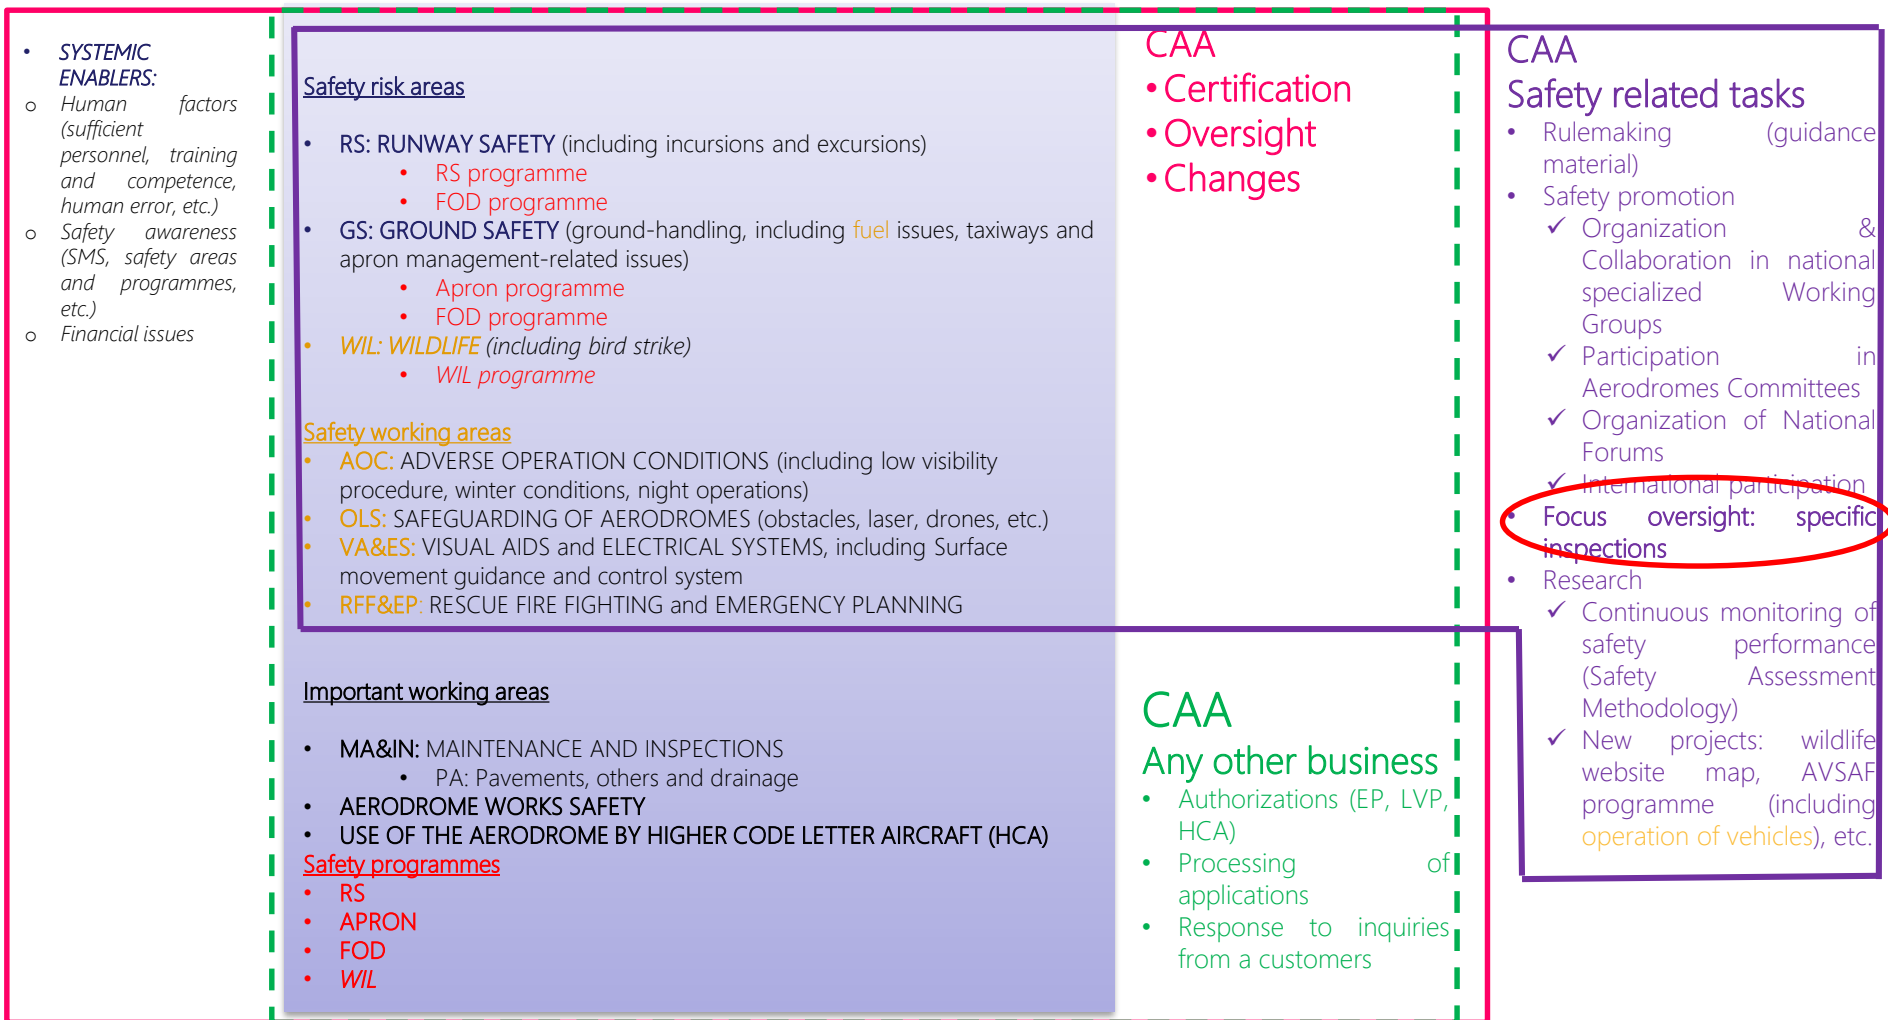 • SYSTEMIC
ENABLERS:
o Human factors
(sufficient
personnel, training
and competence,
human error, etc.)
o Safety awareness
(SMS, safety areas
and programmes,
etc.)
o Financial issues
Safety risk areas
• RS: RUNWAY SAFETY (including incursions and excursions)
• RS programme
• FOD programme
• GS: GROUND SAFETY (ground-handling, including fuel issues, taxiways and
apron management-related issues)
• Apron programme
• FOD programme
• WIL: WILDLIFE (including bird strike)
• WIL programme
Safety working areas
• AOC: ADVERSE OPERATION CONDITIONS (including low visibility
procedure, winter conditions, night operations)
• OLS: SAFEGUARDING OF AERODROMES (obstacles, laser, drones, etc.)
• VA&ES: VISUAL AIDS and ELECTRICAL SYSTEMS, including Surface
movement guidance and control system
• RFF&EP: RESCUE FIRE FIGHTING and EMERGENCY PLANNING
Important working areas
• MA&IN: MAINTENANCE AND INSPECTIONS
• PA: Pavements, others and drainage
• AERODROME WORKS SAFETY
• USE OF THE AERODROME BY HIGHER CODE LETTER AIRCRAFT (HCA)
Safety programmes
• RS
• APRON
• FOD
• WIL
CAA
• Certification
• Oversight
• Changes
CAA
Any other business
• Authorizations (EP, LVP,
HCA)
• Processing of
applications
• Response to inquiries
from a customers
CAA
Safety related tasks
• Rulemaking (guidance
material)
• Safety promotion
✓ Organization &
Collaboration in national
specialized Working
Groups
✓ Participation in
Aerodromes Committees
✓ Organization of National
Forums
✓ International participation
• Focus oversight: specific
inspections
• Research
✓ Continuous monitoring of
safety performance
(Safety Assessment
Methodology)
✓ New projects: wildlife
website map, AVSAF
programme (including
operation of vehicles), etc.